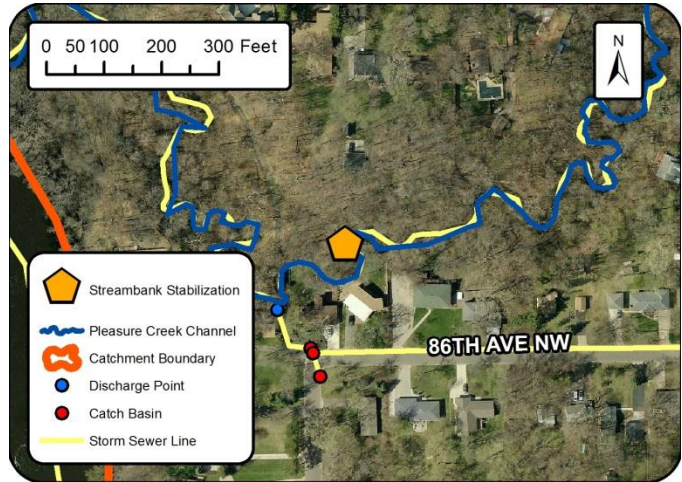 0 50 100 200 300 Feet
N
Streambank Stabilization
Pleasure Creek Channel
Catchment Boundary
Discharge Point
Catch Basin
Storm Sewer Line
86TH AVE NW